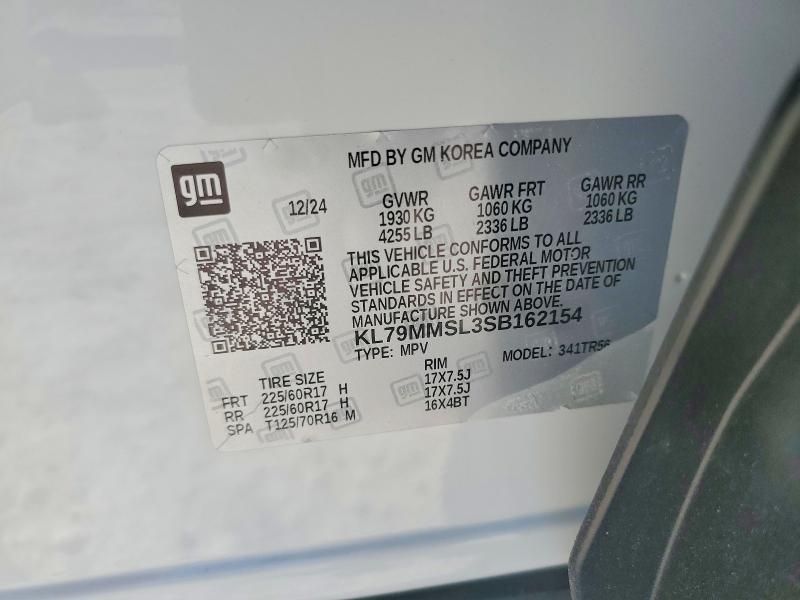 MFD BY GM KOREA COMPANY
gm
12/24
GVWR GAWR FRT GAWR RR
1930 KG 1060 KG 1060 KG
4255 LB 2336 LB 2336 LB
THIS VEHICLE CONFORMS TO ALL
APPLICABLE U.S. FEDERAL MOTOR
VEHICLE SAFETY AND THEFT PREVENTION
STANDARDS IN EFFECT ON THE DATE OF
MANUFACTURE SHOWN ABOVE.
KL79MMSL3SB162154
TYPE: MPV MODEL: 341TR56
TIRE SIZE RIM
FRT 225/60R17 H 17X7.5J
RR 225/60R17 H 17X7.5J
SPA T125/70R16 M 16X4BT